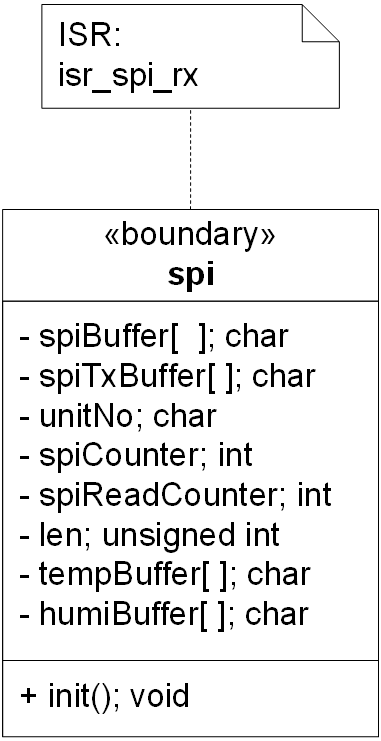 ISR:
isr_spi_rx
«boundary»
spi
- spiBuffer[  ]; char
- spiTxBuffer[ ]; char
- unitNo; char
- spiCounter; int
- spiReadCounter; int
- len; unsigned int
- tempBuffer[ ]; char
- humiBuffer[ ]; char
+ init(); void